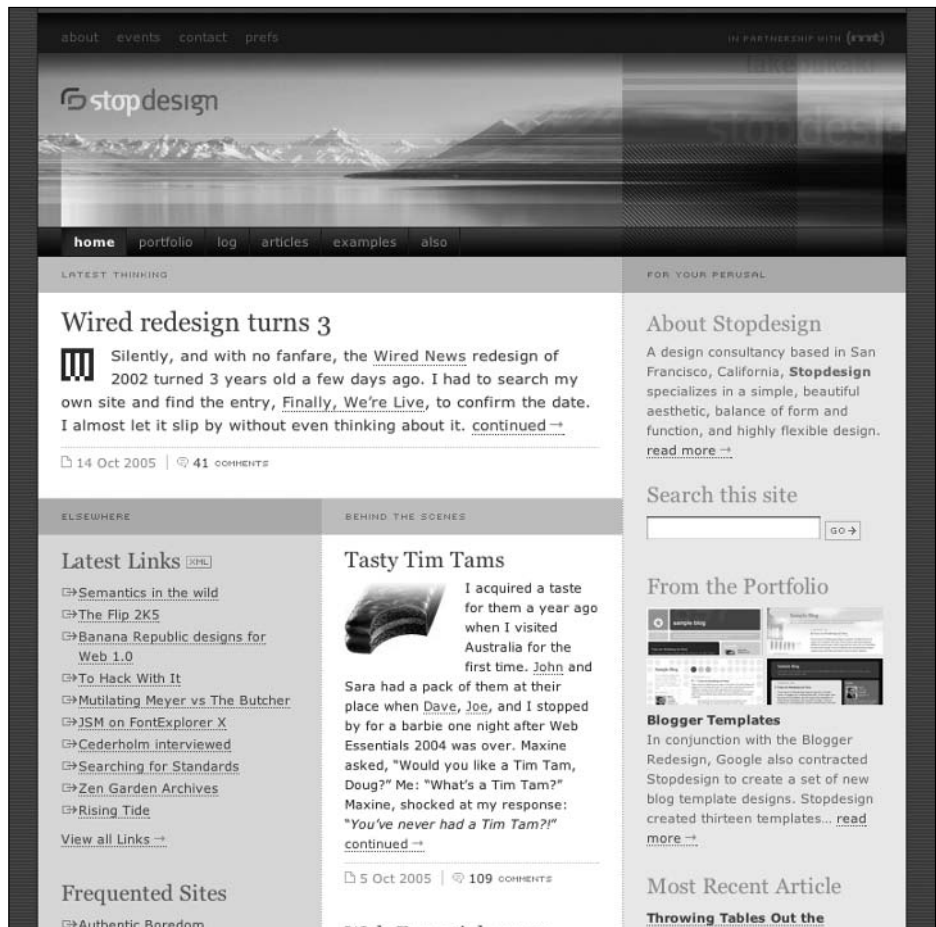 about events contact prefs
IN PARTNERSHIP WITH (mt)
stopdesign
home portfolio log articles examples also
LATEST THINKING
Wired redesign turns 3
Silently, and with no fanfare, the Wired News redesign of
2002 turned 3 years old a few days ago. I had to search my
own site and find the entry, Finally, We're Live, to confirm the date.
I almost let it slip by without even thinking about it. continued →
14 Oct 2005 | 41 COMMENTS
ELSEWHERE
Latest Links XML
Semantics in the wild
The Flip 2K5
Banana Republic designs for
Web 1.0
To Hack With It
Mutilating Meyer vs The Butcher
JSM on FontExplorer X
Cederholm interviewed
Searching for Standards
Zen Garden Archives
Rising Tide
View all Links →
Frequented Sites
Authentic Boredom
BEHIND THE SCENES
Tasty Tim Tams
I acquired a taste
for them a year ago
when I visited
Australia for the
first time. John and
Sara had a pack of them at their
place when Dave, Joe, and I stopped
by for a barbie one night after Web
Essentials 2004 was over. Maxine
asked, "Would you like a Tim Tam,
Doug?" Me: "What's a Tim Tam?"
Maxine, shocked at my response:
"You've never had a Tim Tam?!"
continued →
5 Oct 2005 | 109 COMMENTS
FOR YOUR PERUSAL
About Stopdesign
A design consultancy based in San
Francisco, California, Stopdesign
specializes in a simple, beautiful
aesthetic, balance of form and
function, and highly flexible design.
read more →
Search this site
GO →
From the Portfolio
sample blog
Blogger Templates
In conjunction with the Blogger
Redesign, Google also contracted
Stopdesign to create a set of new
blog template designs. Stopdesign
created thirteen templates... read
more →
Most Recent Article
Throwing Tables Out the